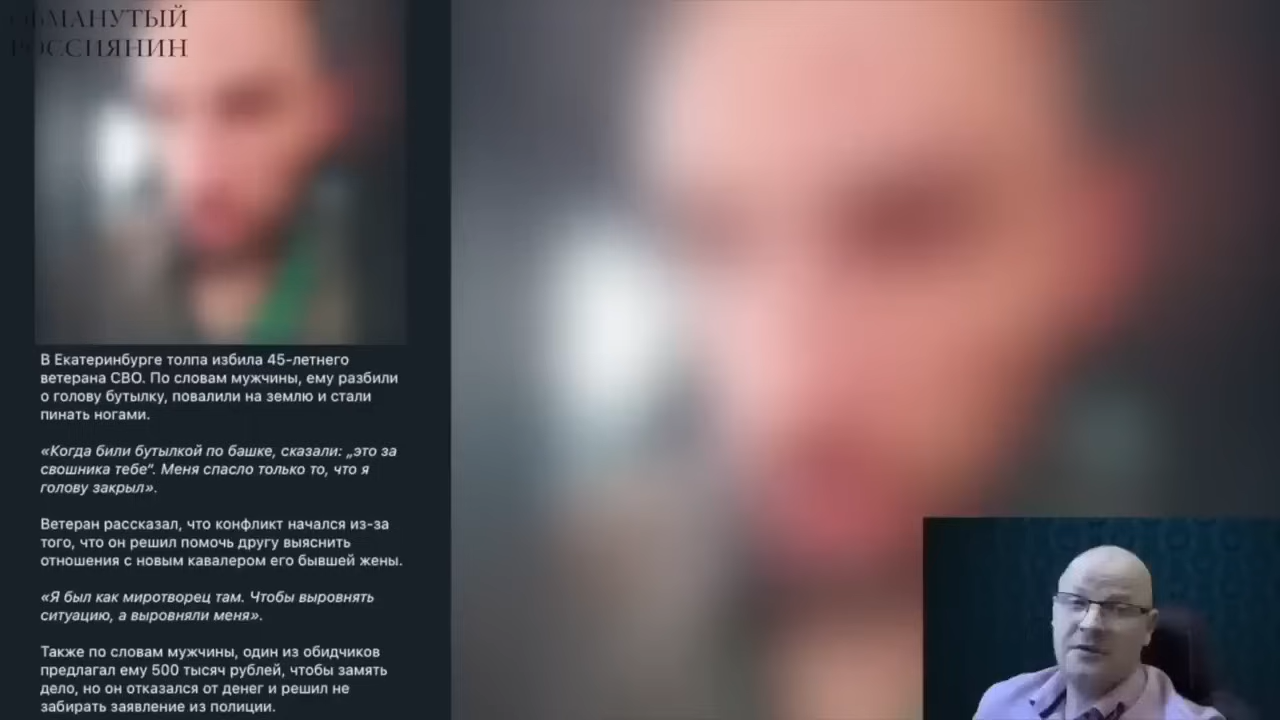 ОБМАНУТЫЙ
РОССИЯНИН
В Екатеринбурге толпа избила 45-летнего
ветерана СВО. По словам мужчины, ему разбили
о голову бутылку, повалили на землю и стали
пинать ногами.
«Когда били бутылкой по башке, сказали: „это за
свошника тебе“. Меня спасло только то, что я
голову закрыл».
Ветеран рассказал, что конфликт начался из-за
того, что он решил помочь другу выяснить
отношения с новым кавалером его бывшей жены.
«Я был как миротворец там. Чтобы выровнять
ситуацию, а выровняли меня».
Также по словам мужчины, один из обидчиков
предлагал ему 500 тысяч рублей, чтобы замять
дело, но он отказался от денег и решил не
забирать заявление из полиции.